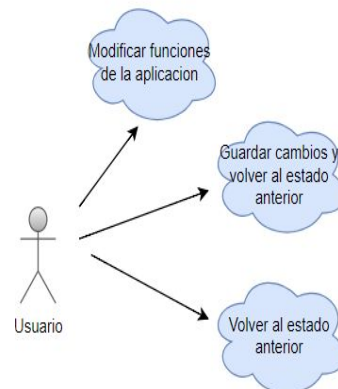 Modificar funciones
de la aplicacion
Guardar cambios y
volver al estado
anterior
Usuario
Volver al estado
anterior